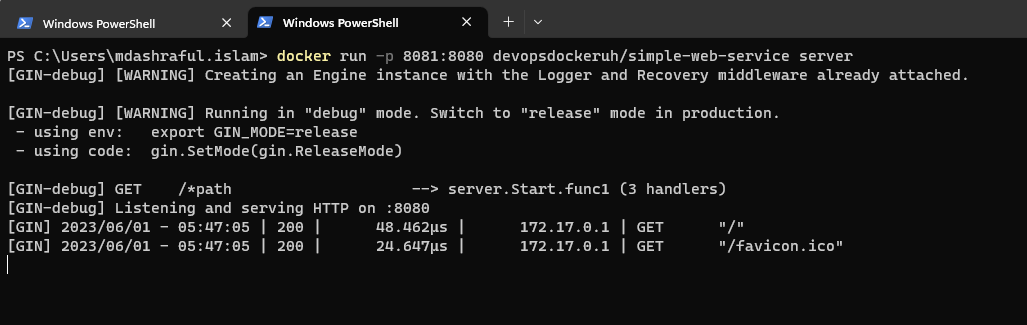 Windows PowerShell
Windows PowerShell
PS C:\Users\mdashraful.islam> docker run -p 8081:8080 devopsdockeruh/simple-web-service server
[GIN-debug] [WARNING] Creating an Engine instance with the Logger and Recovery middleware already attached.
[GIN-debug] [WARNING] Running in "debug" mode. Switch to "release" mode in production.
 - using env:   export GIN_MODE=release
 - using code:  gin.SetMode(gin.ReleaseMode)
[GIN-debug] GET    /*path                    --> server.Start.func1 (3 handlers)
[GIN-debug] Listening and serving HTTP on :8080
[GIN] 2023/06/01 - 05:47:05 | 200 |      48.462µs |      172.17.0.1 | GET      "/"
[GIN] 2023/06/01 - 05:47:05 | 200 |      24.647µs |      172.17.0.1 | GET      "/favicon.ico"